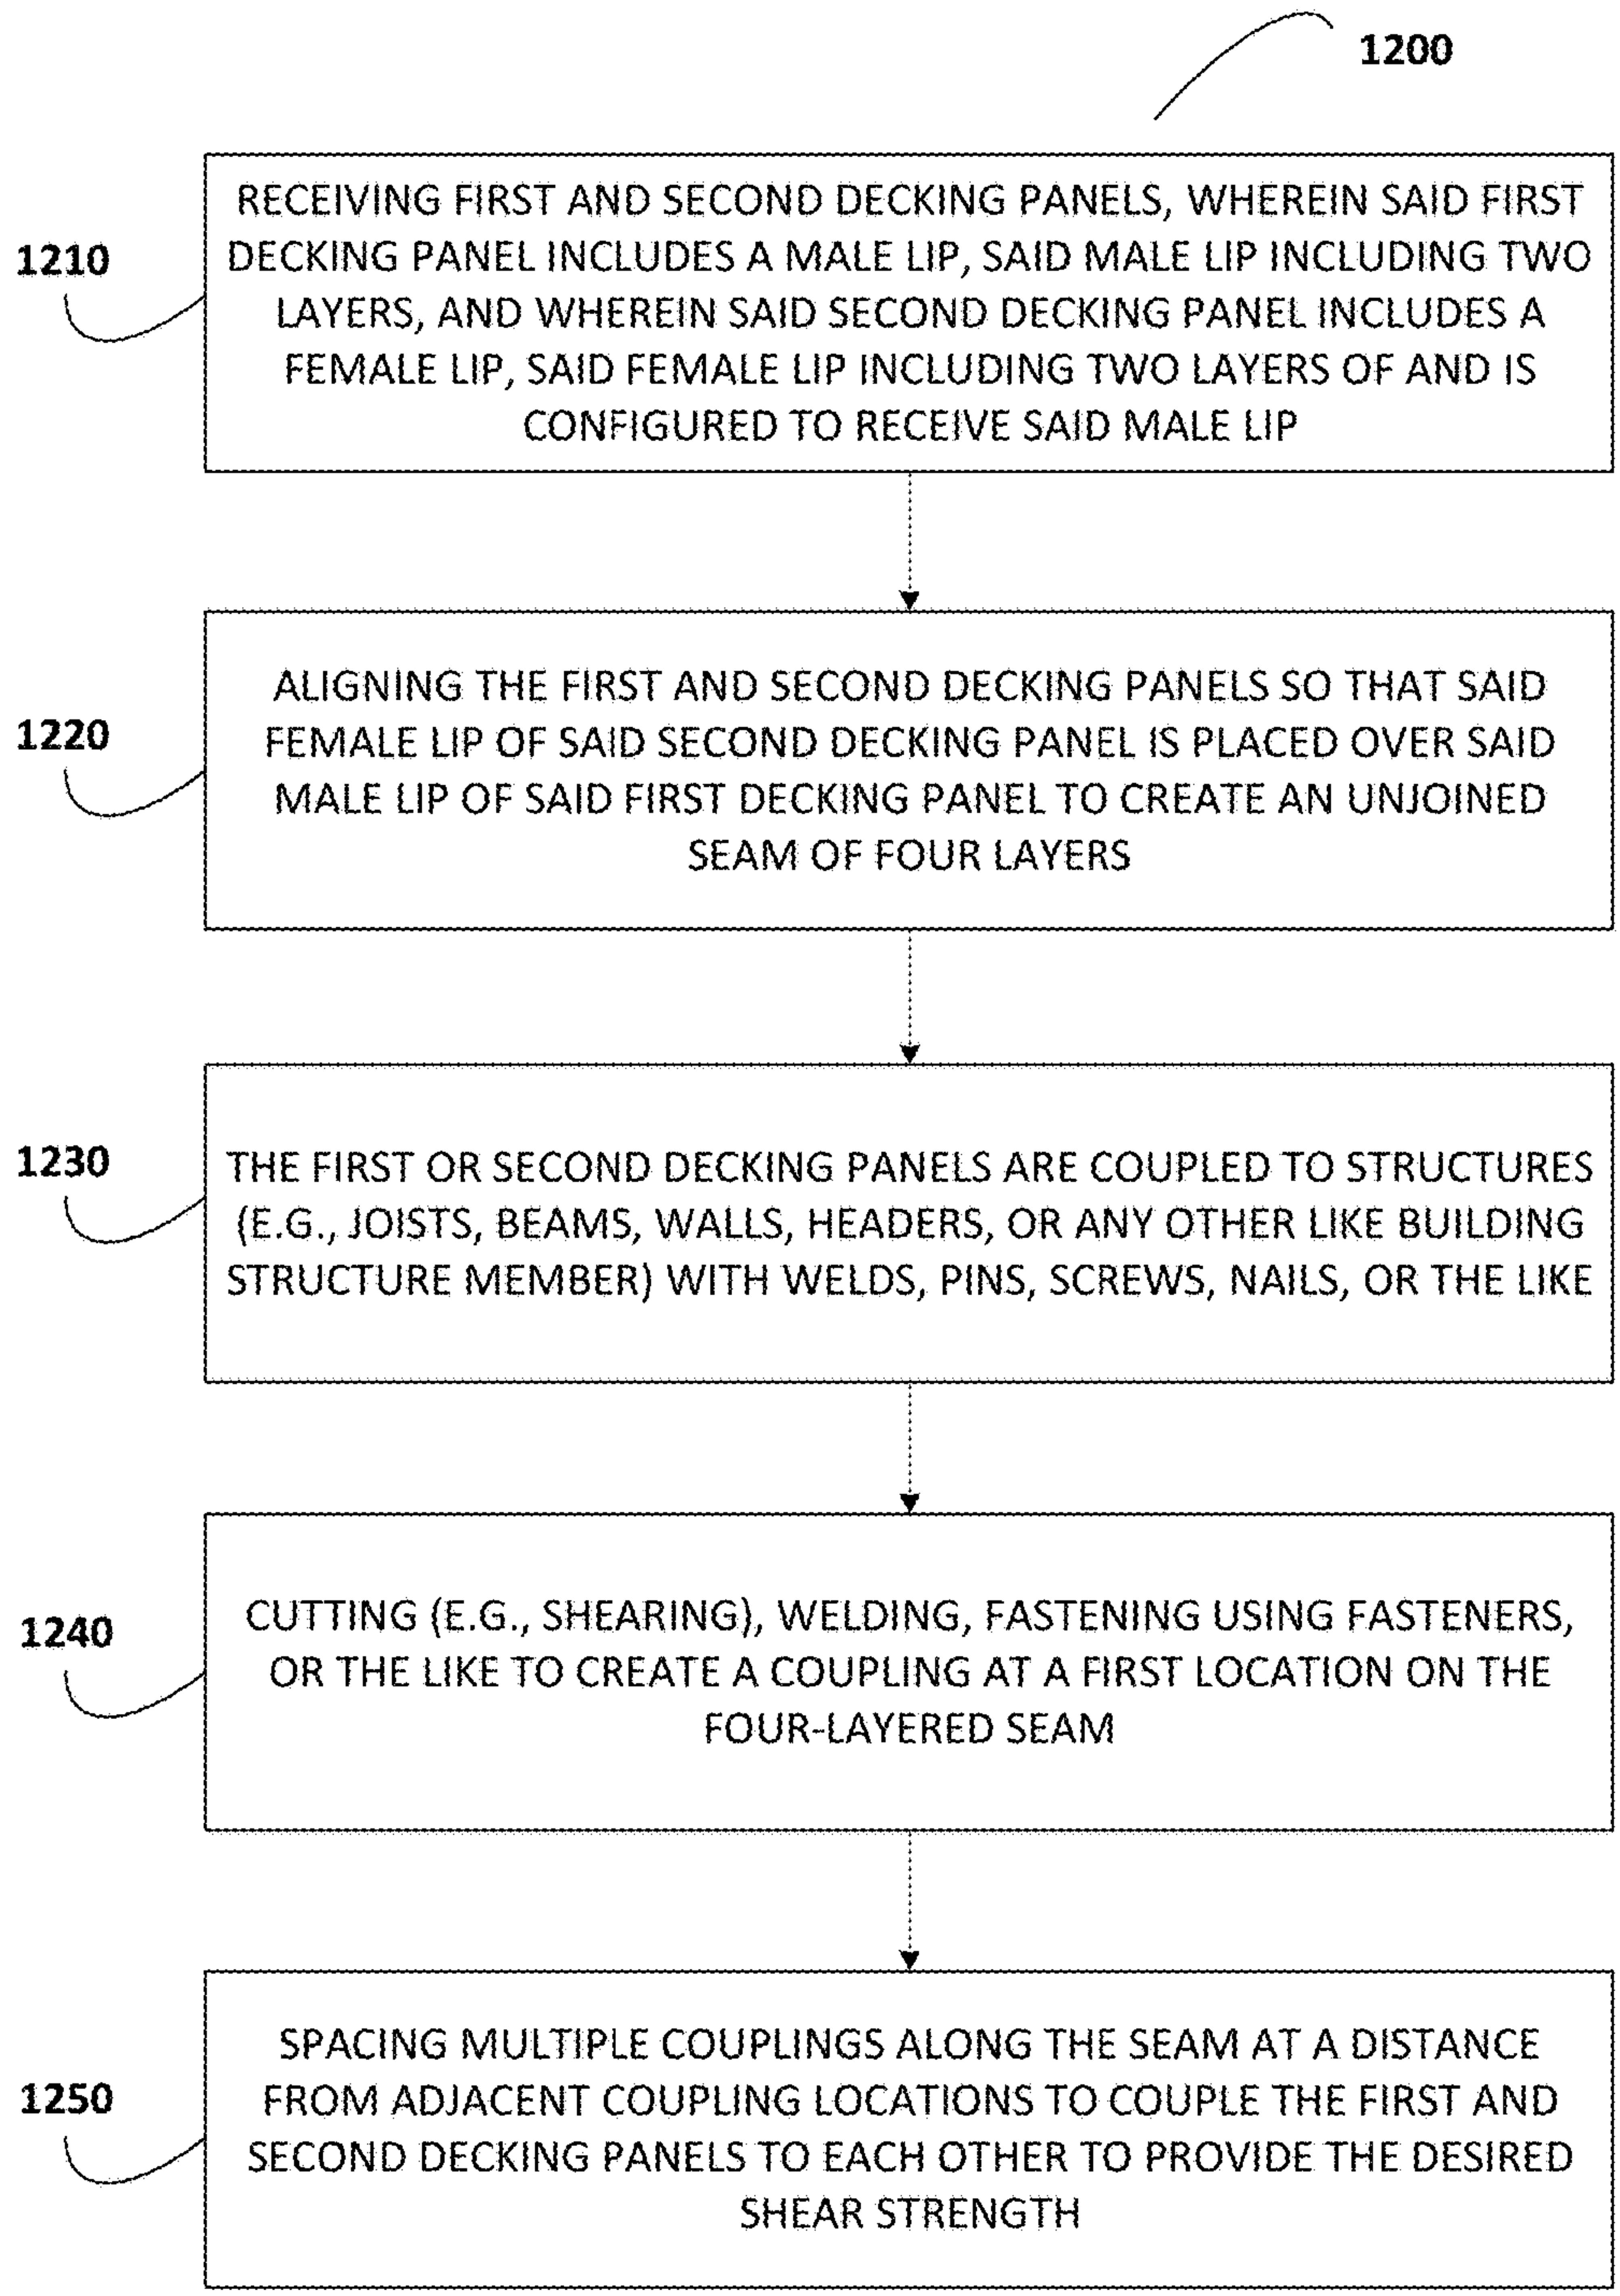 1200
1210
RECEIVING FIRST AND SECOND DECKING PANELS, WHEREIN SAID FIRST
DECKING PANEL INCLUDES A MALE LIP, SAID MALE LIP INCLUDING TWO
LAYERS, AND WHEREIN SAID SECOND DECKING PANEL INCLUDES A
FEMALE LIP, SAID FEMALE LIP INCLUDING TWO LAYERS OF AND IS
CONFIGURED TO RECEIVE SAID MALE LIP
1220
ALIGNING THE FIRST AND SECOND DECKING PANELS SO THAT SAID
FEMALE LIP OF SAID SECOND DECKING PANEL IS PLACED OVER SAID
MALE LIP OF SAID FIRST DECKING PANEL TO CREATE AN UNJOINED
SEAM OF FOUR LAYERS
1230
THE FIRST OR SECOND DECKING PANELS ARE COUPLED TO STRUCTURES
(E.G., JOISTS, BEAMS, WALLS, HEADERS, OR ANY OTHER LIKE BUILDING
STRUCTURE MEMBER) WITH WELDS, PINS, SCREWS, NAILS, OR THE LIKE
1240
CUTTING (E.G., SHEARING), WELDING, FASTENING USING FASTENERS,
OR THE LIKE TO CREATE A COUPLING AT A FIRST LOCATION ON THE
FOUR-LAYERED SEAM
1250
SPACING MULTIPLE COUPLINGS ALONG THE SEAM AT A DISTANCE
FROM ADJACENT COUPLING LOCATIONS TO COUPLE THE FIRST AND
SECOND DECKING PANELS TO EACH OTHER TO PROVIDE THE DESIRED
SHEAR STRENGTH